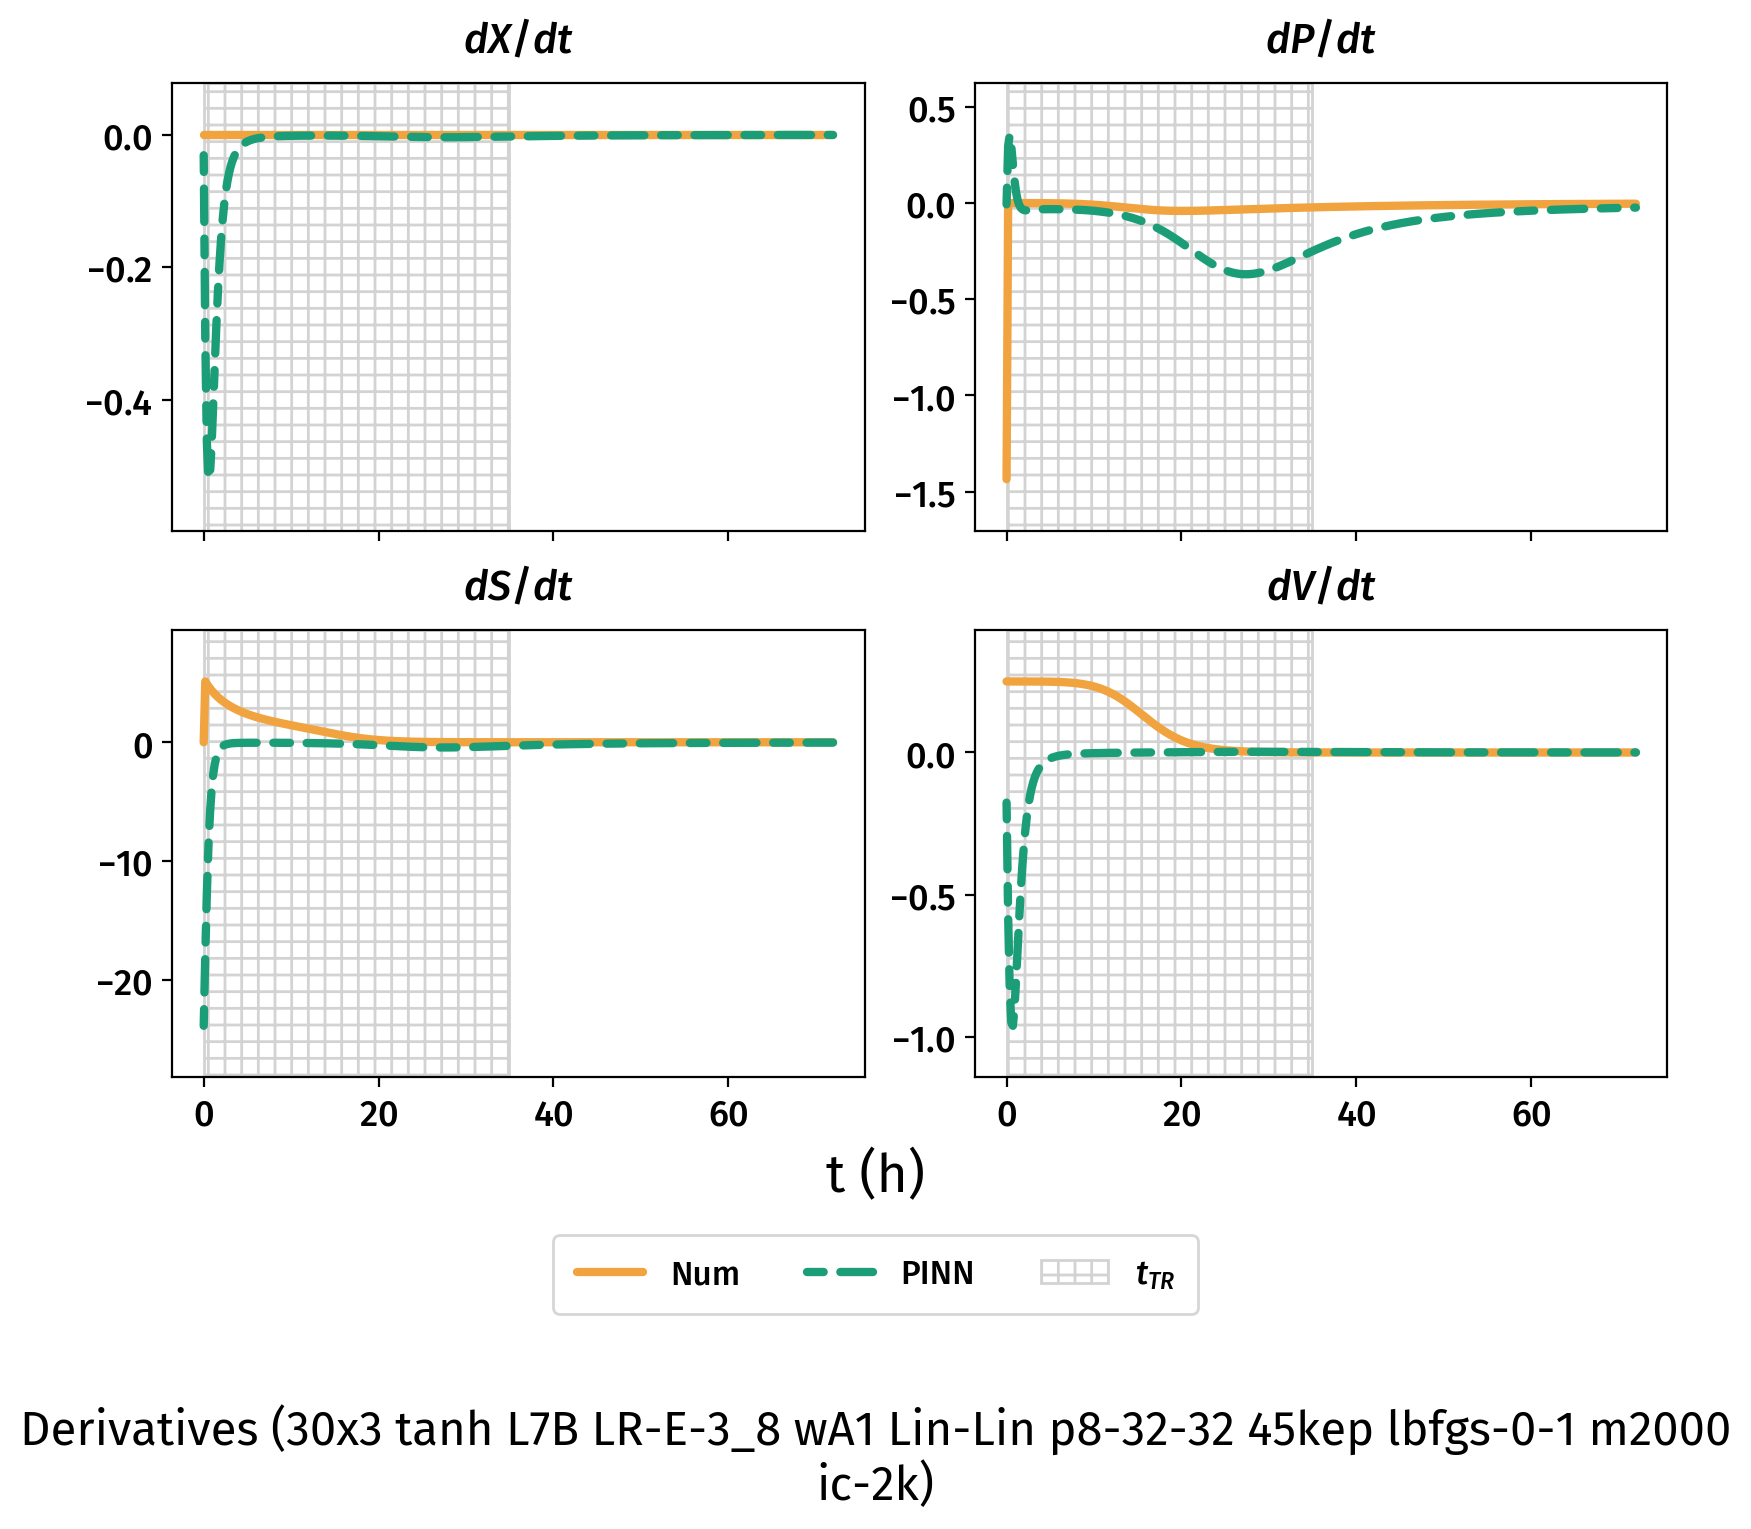 dX/dt
dP/dt
0.0
−0.2
−0.4
0.5
0.0
−0.5
−1.0
−1.5
dS/dt
dV/dt
0
−10
−20
0.0
−0.5
−1.0
0 20 40 60
0 20 40 60
t (h)
Num PINN tTR
Derivatives (30x3 tanh L7B LR-E-3_8 wA1 Lin-Lin p8-32-32 45kep lbfgs-0-1 m2000
ic-2k)